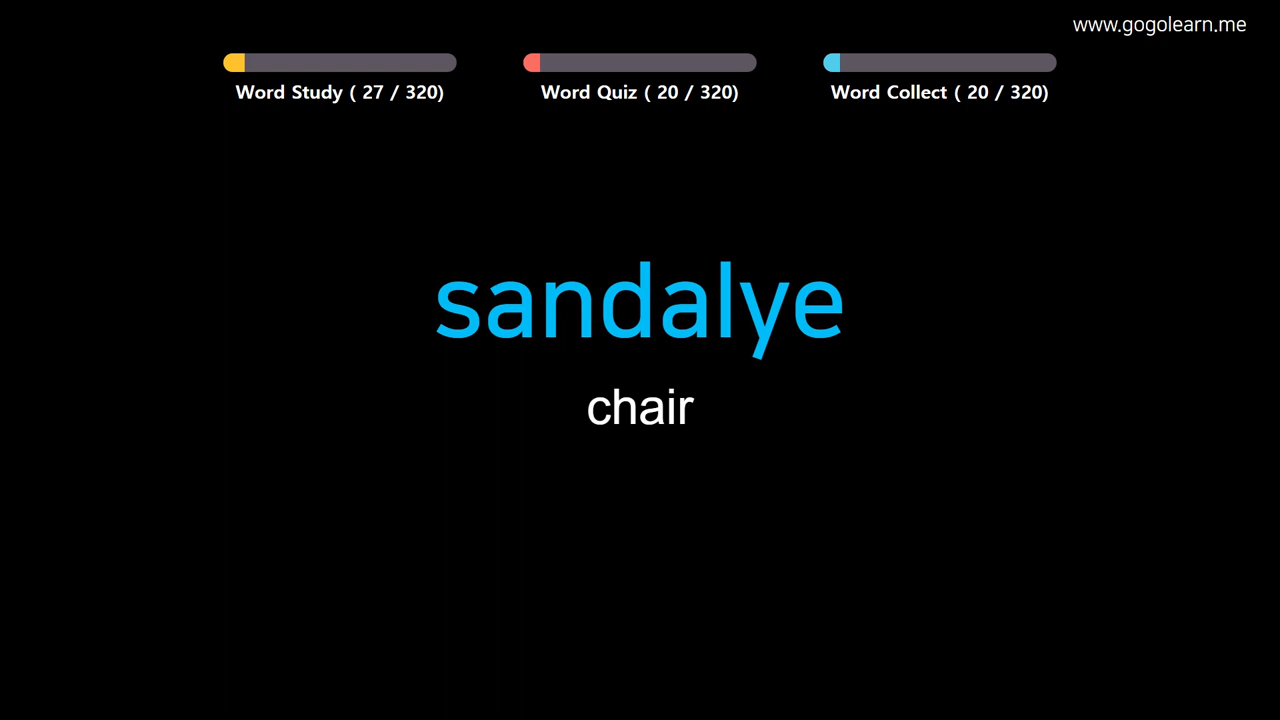 www.gogolearn.me
Word Study ( 27 / 320)
Word Quiz ( 20 / 320)
Word Collect ( 20 / 320)
sandalye
chair